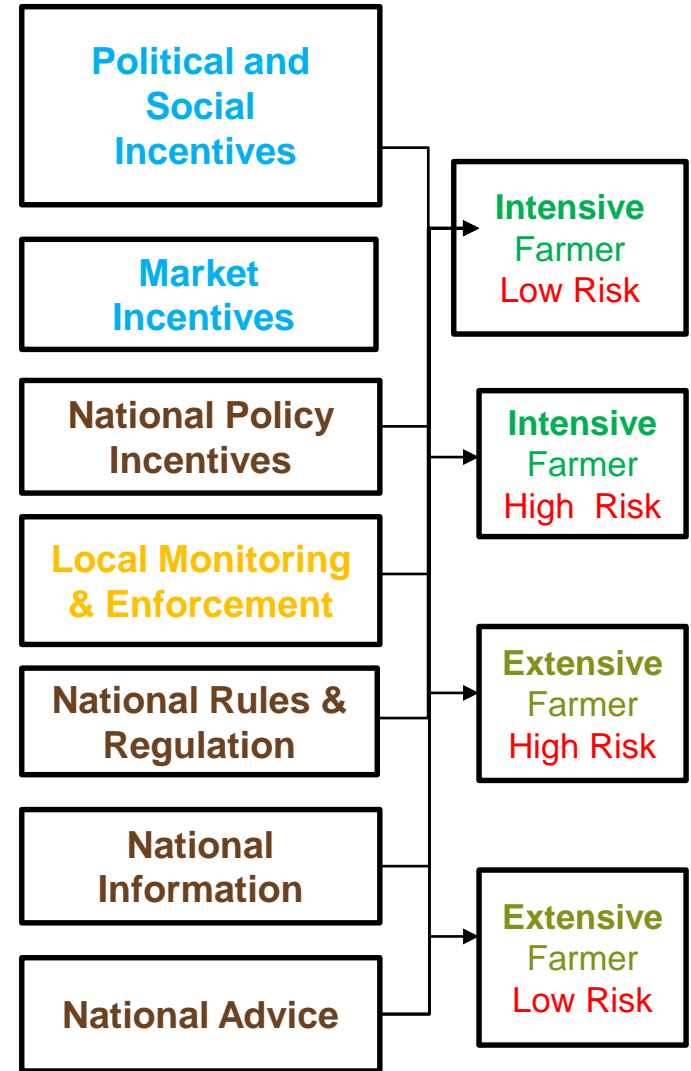 Political and
Social
Incentives
Market
Incentives
National Policy
Incentives
Local Monitoring
& Enforcement
National Rules &
Regulation
National
Information
National Advice
Intensive
Farmer
Low Risk
Intensive
Farmer
High Risk
Extensive
Farmer
High Risk
Extensive
Farmer
Low Risk